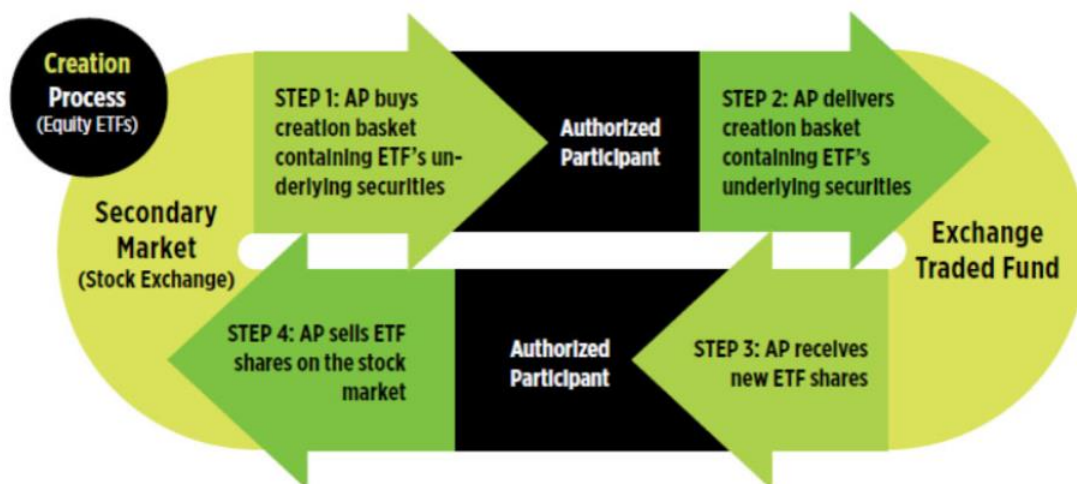 Creation
Process
(Equity ETFs)
STEP 1: AP buys
creation basket
containing ETF's un-
derlying securities
Authorized
Participant
STEP 2: AP delivers
creation basket
containing ETF's
underlying securities
Secondary
Market
(Stock Exchange)
Exchange
Traded Fund
STEP 4: AP sells ETF
shares on the stock
market
Authorized
Participant
STEP 3: AP receives
new ETF shares